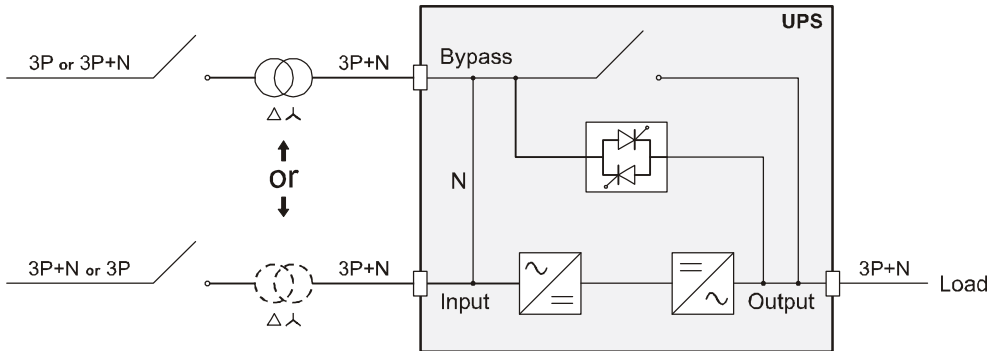 UPS
3P or 3P+N
3P+N
Bypass
or
N
3P+N or 3P
3P+N
Input
Output
3P+N
Load